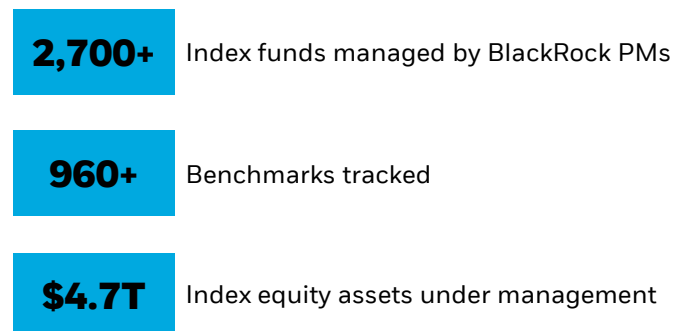 2,700+ Index funds managed by BlackRock PMs
960+ Benchmarks tracked
$4.7T Index equity assets under management